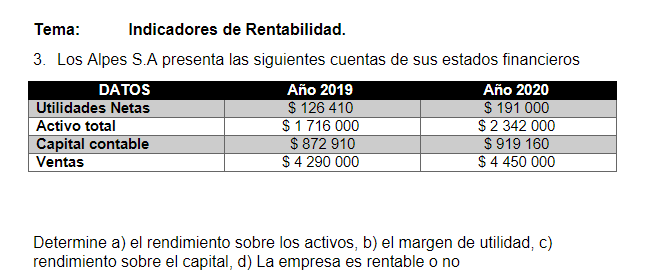 Tema: Indicadores de Rentabilidad.
3. Los Alpes S.A presenta las siguientes cuentas de sus estados financieros
DATOS Año 2019 Año 2020
Utilidades Netas $ 126 410 $ 191 000
Activo total $ 1 716 000 $ 2 342 000
Capital contable $ 872 910 $ 919 160
Ventas $ 4 290 000 $ 4 450 000
Determine a) el rendimiento sobre los activos, b) el margen de utilidad, c)
rendimiento sobre el capital, d) La empresa es rentable o no